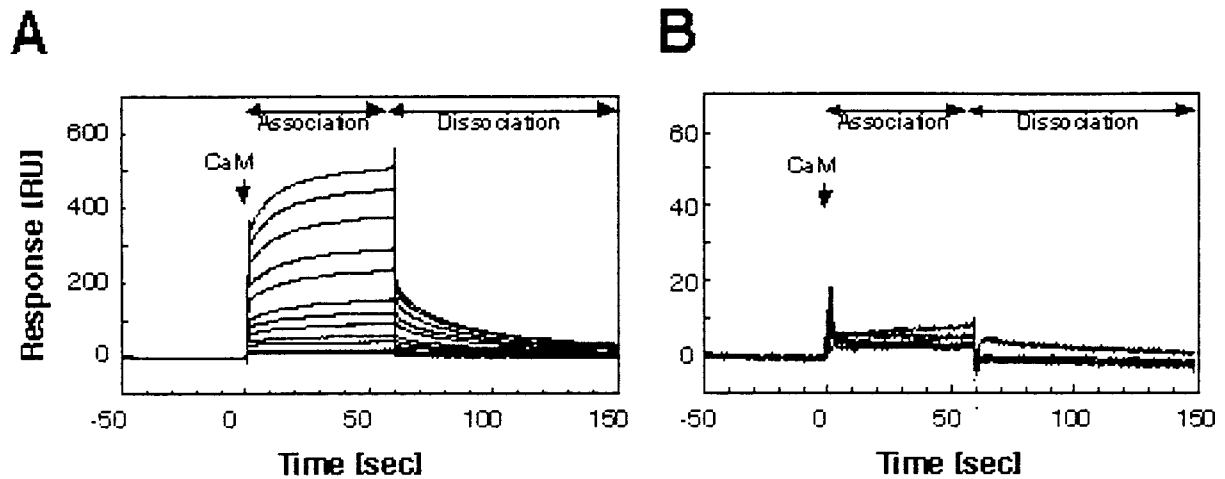 A
B
Association
Dissociation
CaM
600
400
200
0
Response [RU]
-50
0
50
100
150
Time [sec]
Association
Dissociation
CaM
60
40
20
0
-50
0
50
100
150
Time [sec]